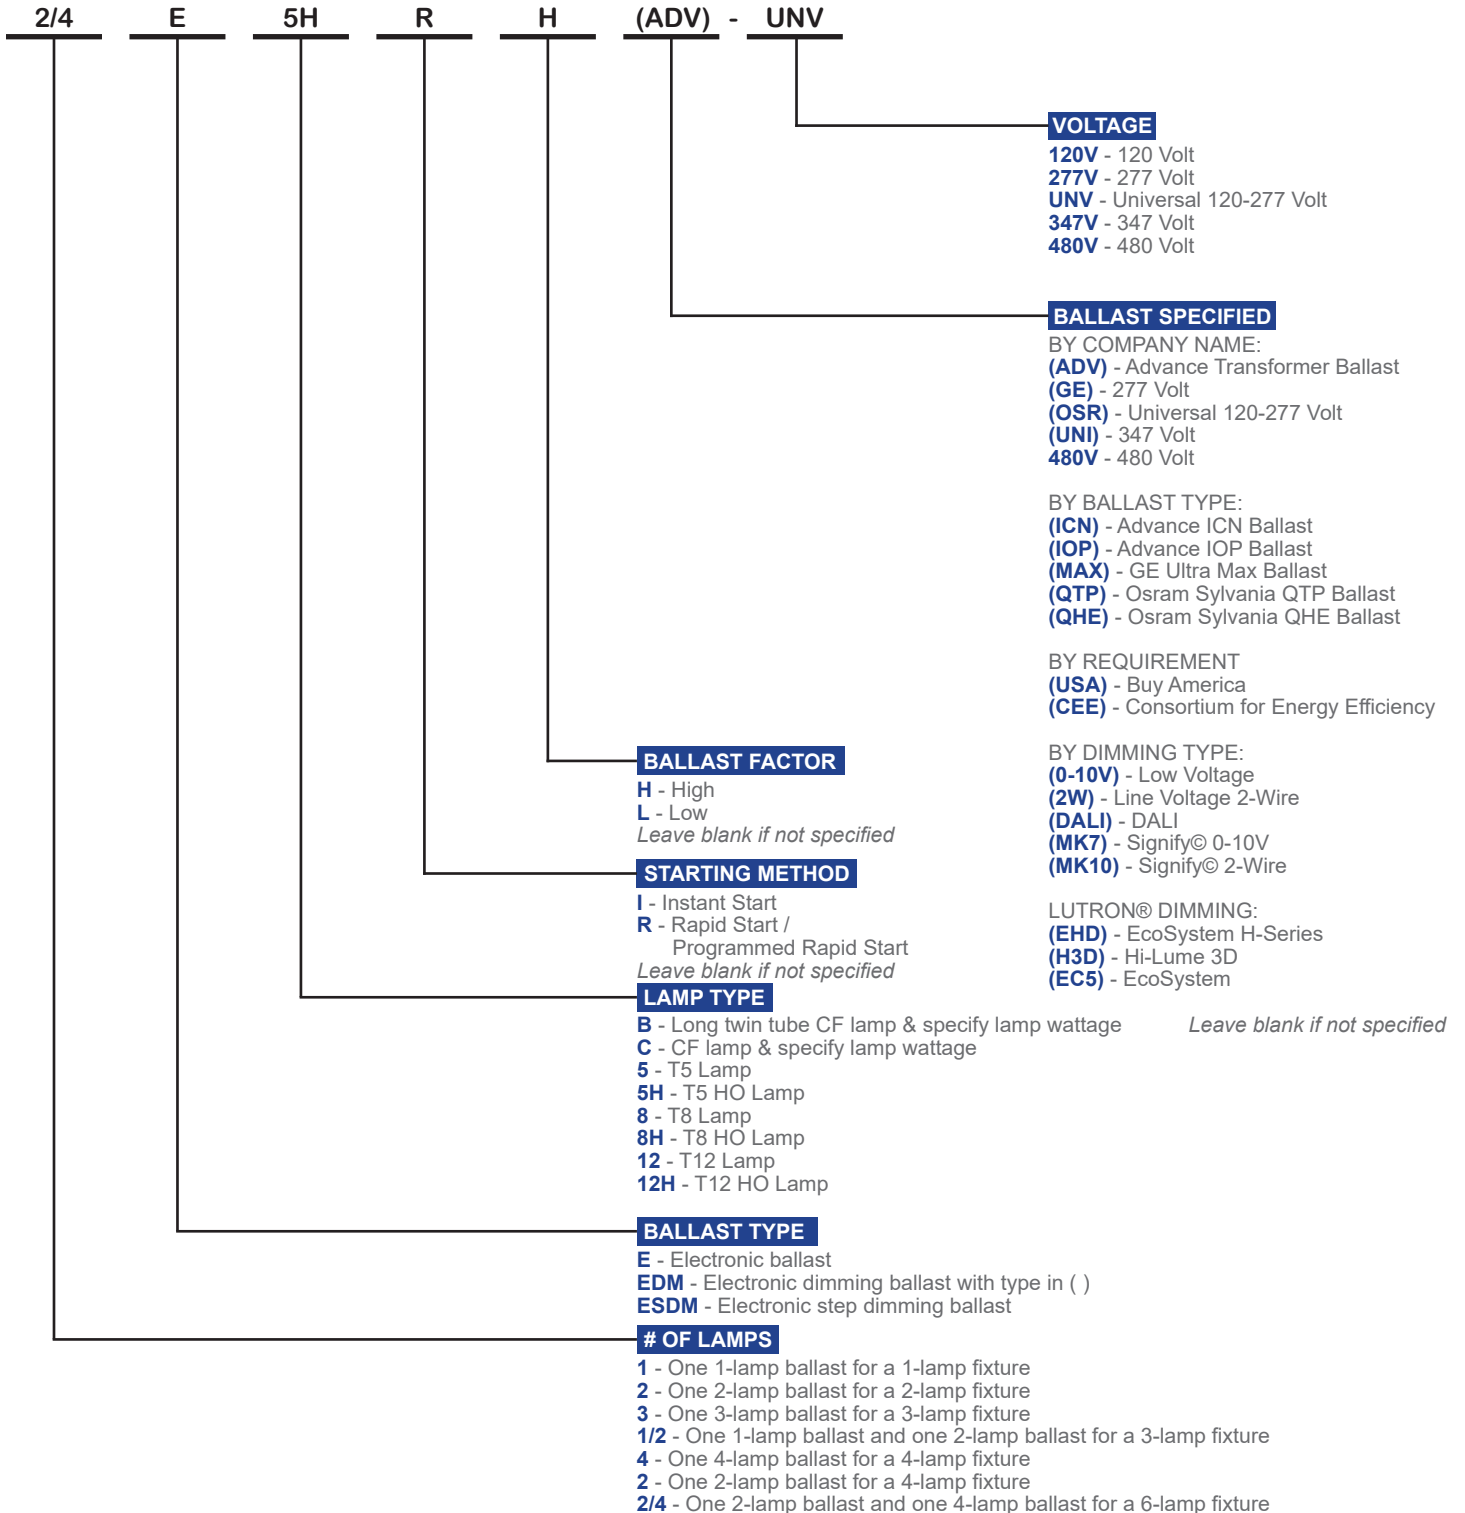 2/4 E 5H R H (ADV) - UNV
VOLTAGE
120V - 120 Volt
277V - 277 Volt
UNV - Universal 120-277 Volt
347V - 347 Volt
480V - 480 Volt
BALLAST SPECIFIED
BY COMPANY NAME:
(ADV) - Advance Transformer Ballast
(GE) - 277 Volt
(OSR) - Universal 120-277 Volt
(UNI) - 347 Volt
480V - 480 Volt
BY BALLAST TYPE:
(ICN) - Advance ICN Ballast
(IOP) - Advance IOP Ballast
(MAX) - GE Ultra Max Ballast
(QTP) - Osram Sylvania QTP Ballast
(QHE) - Osram Sylvania QHE Ballast
BY REQUIREMENT
(USA) - Buy America
(CEE) - Consortium for Energy Efficiency
BY DIMMING TYPE:
(0-10V) - Low Voltage
(2W) - Line Voltage 2-Wire
(DALI) - DALI
(MK7) - Signify© 0-10V
(MK10) - Signify© 2-Wire
LUTRON® DIMMING:
(EHD) - EcoSystem H-Series
(H3D) - Hi-Lume 3D
(EC5) - EcoSystem
Leave blank if not specified
BALLAST FACTOR
H - High
L - Low
Leave blank if not specified
STARTING METHOD
I - Instant Start
R - Rapid Start /
Programmed Rapid Start
Leave blank if not specified
LAMP TYPE
B - Long twin tube CF lamp & specify lamp wattage
C - CF lamp & specify lamp wattage
5 - T5 Lamp
5H - T5 HO Lamp
8 - T8 Lamp
8H - T8 HO Lamp
12 - T12 Lamp
12H - T12 HO Lamp
BALLAST TYPE
E - Electronic ballast
EDM - Electronic dimming ballast with type in ( )
ESDM - Electronic step dimming ballast
# OF LAMPS
1 - One 1-lamp ballast for a 1-lamp fixture
2 - One 2-lamp ballast for a 2-lamp fixture
3 - One 3-lamp ballast for a 3-lamp fixture
1/2 - One 1-lamp ballast and one 2-lamp ballast for a 3-lamp fixture
4 - One 4-lamp ballast for a 4-lamp fixture
2 - One 2-lamp ballast for a 4-lamp fixture
2/4 - One 2-lamp ballast and one 4-lamp ballast for a 6-lamp fixture